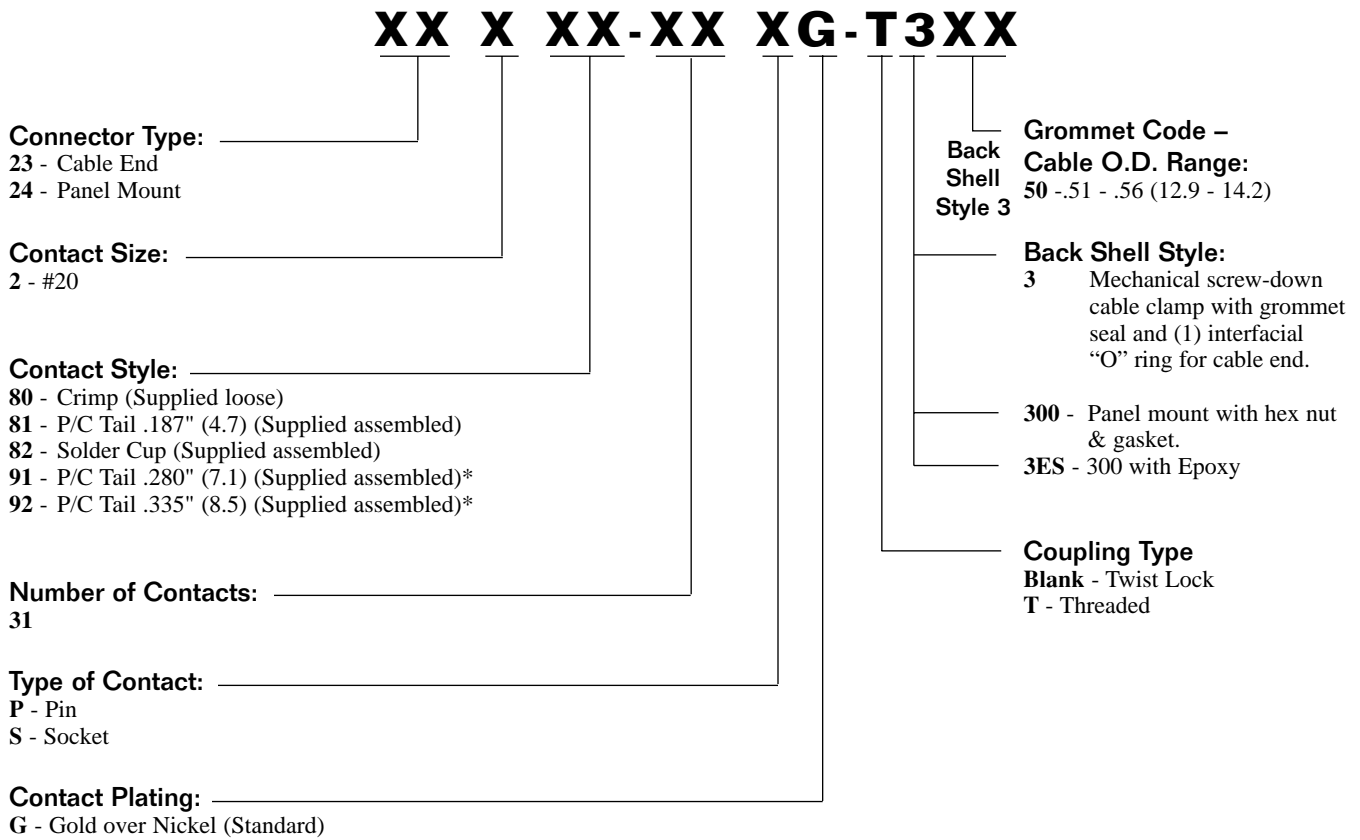 XX X XX-XX XG-T3XX
Connector Type:
23 - Cable End
24 - Panel Mount
Contact Size:
2 - #20
Contact Style:
80 - Crimp (Supplied loose)
81 - P/C Tail .187" (4.7) (Supplied assembled)
82 - Solder Cup (Supplied assembled)
91 - P/C Tail .280" (7.1) (Supplied assembled)*
92 - P/C Tail .335" (8.5) (Supplied assembled)*
Number of Contacts:
31
Type of Contact:
P - Pin
S - Socket
Contact Plating:
G - Gold over Nickel (Standard)
Back
Shell
Style 3
Grommet Code –
Cable O.D. Range:
50 -.51 - .56 (12.9 - 14.2)
Back Shell Style:
3 Mechanical screw-down
cable clamp with grommet
seal and (1) interfacial
“O” ring for cable end.
300 - Panel mount with hex nut
& gasket.
3ES - 300 with Epoxy
Coupling Type
Blank - Twist Lock
T - Threaded